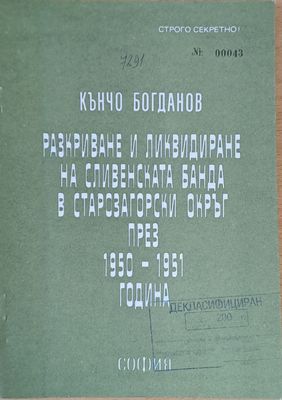 СТРОГО СЕКРЕТНО!
№ 00043
7291
КЪНЧО БОГДАНОВ
РАЗКРИВАНЕ И ЛИКВИДИРАНЕ
НА СЛИВЕНСКАТА БАНДА
В СТАРОЗАГОРСКИ ОКРЪГ
ПРЕЗ
1950 - 1951
ГОДИНА
ДЕКЛАСИФИЦИРАН
СОФИЯ